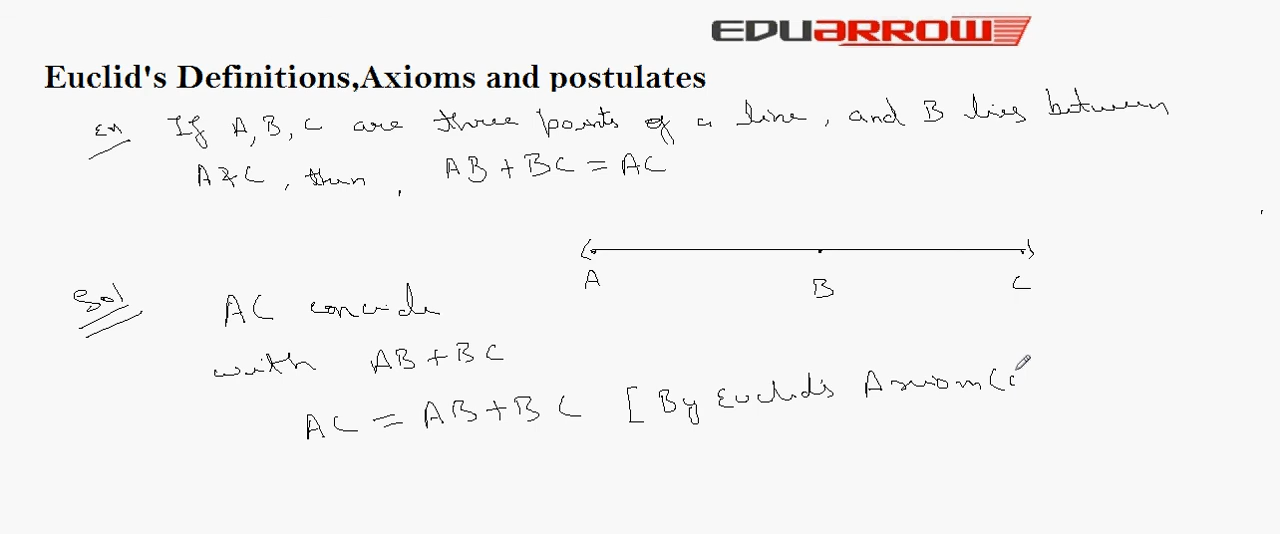 EDUARROW
Euclid's Definitions,Axioms and postulates
Ex If A, B, C are three points of a line, and B lies between
A & C, then, AB + BC = AC
A B C
Sol AC concide
with AB + BC
AC = AB + BC [By Euclid's Axiom (i